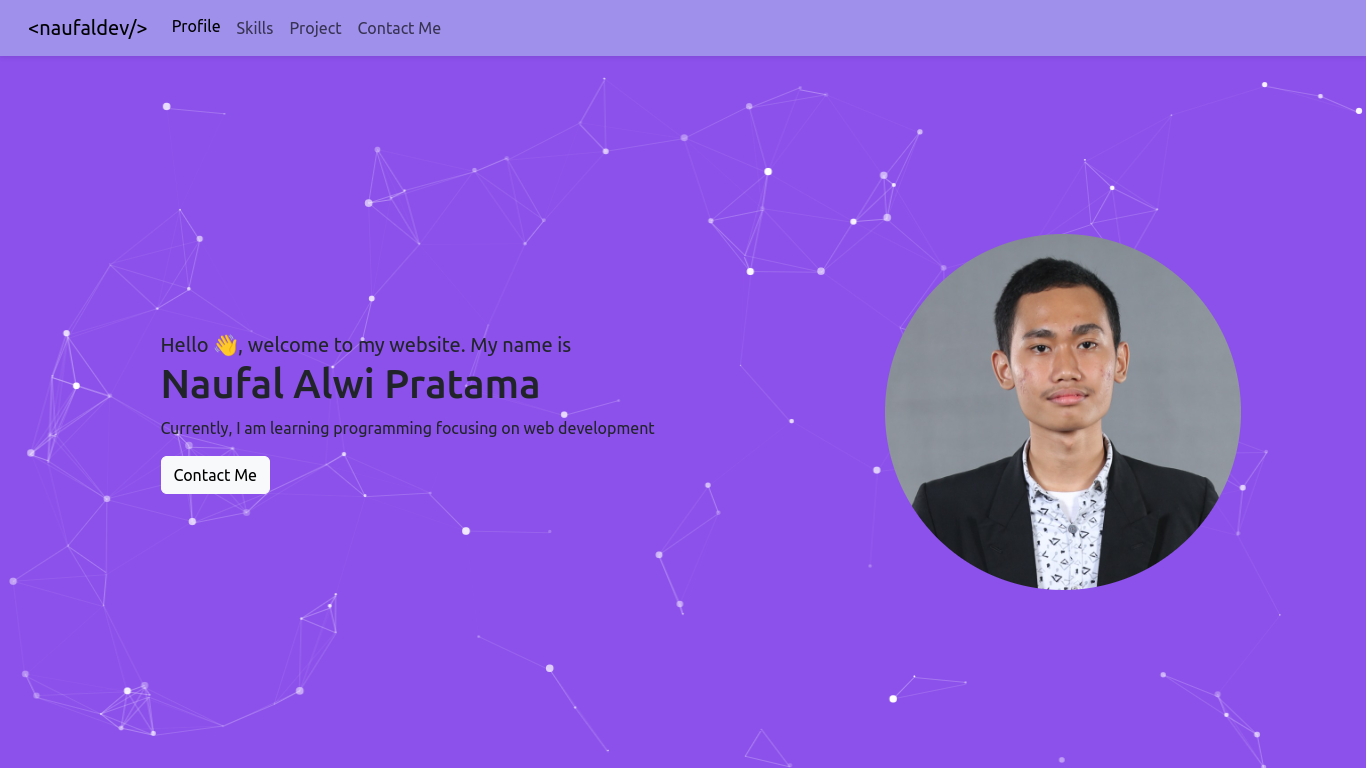 <naufaldev/>
Profile
Skills
Project
Contact Me
Hello 👋, welcome to my website. My name is
Naufal Alwi Pratama
Currently, I am learning programming focusing on web development
Contact Me